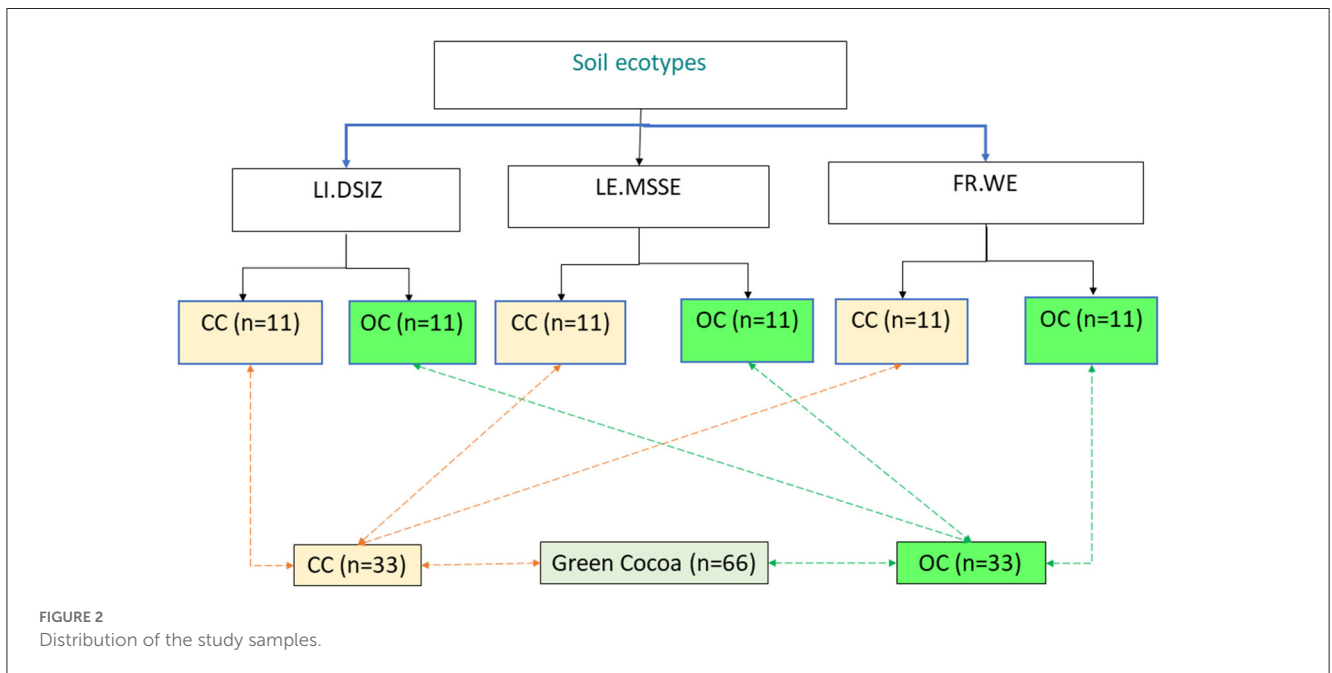 Soil ecotypes
LI.DSIZ
LE.MSSE
FR.WE
CC (n=11)
OC (n=11)
CC (n=11)
OC (n=11)
CC (n=11)
OC (n=11)
CC (n=33)
Green Cocoa (n=66)
OC (n=33)
FIGURE 2
Distribution of the study samples.